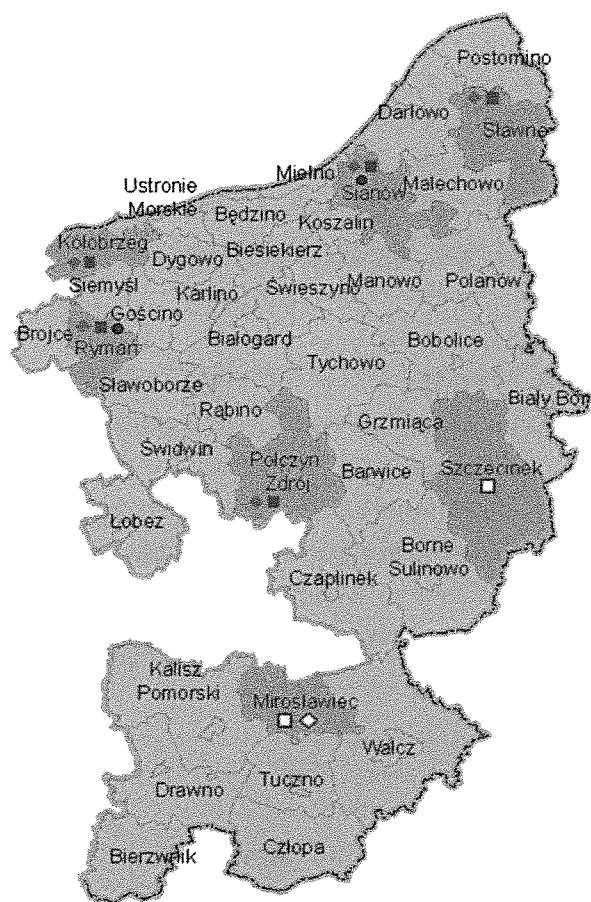 Postomino
Darłowo
Sławno
Mielno
Sianów
Malechowo
Ustronie
Morskie
Będzino
Koszalin
Kołobrzeg
Dygowo
Biesiekierz
Siemyśl
Karlino
Świeszyno
Manowo
Polanów
Gościno
Brojce
Rymań
Białogard
Bobolice
Tychowo
Sławoborze
Biały Bór
Rąbino
Grzmiąca
Świdwin
Połczyn
Zdrój
Barwice
Szczecinek
Łobez
Borne
Sulinowo
Czaplinek
Kalisz
Pomorski
Mirosławiec
Wałcz
Tuczno
Drawno
Bierzwnik
Człopa